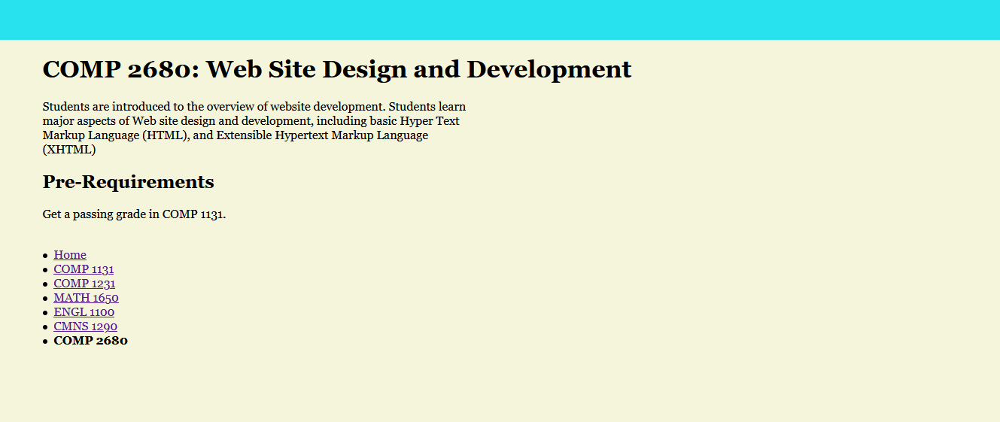 COMP 2680: Web Site Design and Development
Students are introduced to the overview of website development. Students learn
major aspects of Web site design and development, including basic Hyper Text
Markup Language (HTML), and Extensible Hypertext Markup Language
(XHTML)
Pre-Requirements
Get a passing grade in COMP 1131.
Home
COMP 1131
COMP 1231
MATH 1650
ENGL 1100
CMNS 1290
COMP 2680